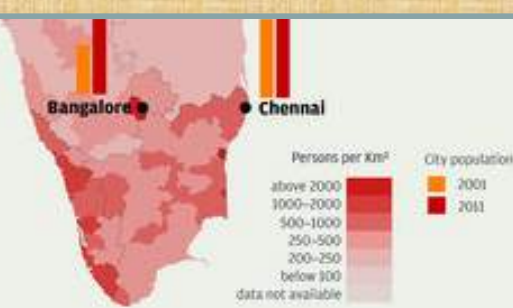 Bangalore
Chennai
Persons per Km²
above 2000
1000–2000
500–1000
250–500
200–250
below 100
data not available
City population
2001
2011